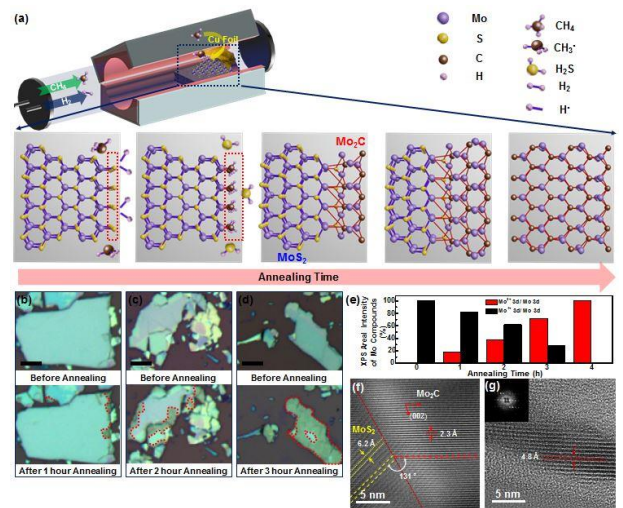 (a)
Cu Foil
CH4
H2
Mo
S
C
H
CH4
CH3•
H2S
H2
H•
Mo2C
MoS2
Annealing Time
(b)
(c)
(d)
Before Annealing
Before Annealing
Before Annealing
After 1 hour Annealing
After 2 hour Annealing
After 3 hour Annealing
(e)
XPS Areal Intensity
of Mo Compounds
(%)
100
80
60
40
20
0
3d/ Mo 3d
3d/ Mo 3d
0
1
2
3
4
Annealing Time (h)
(f)
Mo2C
(002)
MoS2
2.3 Å
6.2 Å
131°
5 nm
(g)
4.8 Å
5 nm